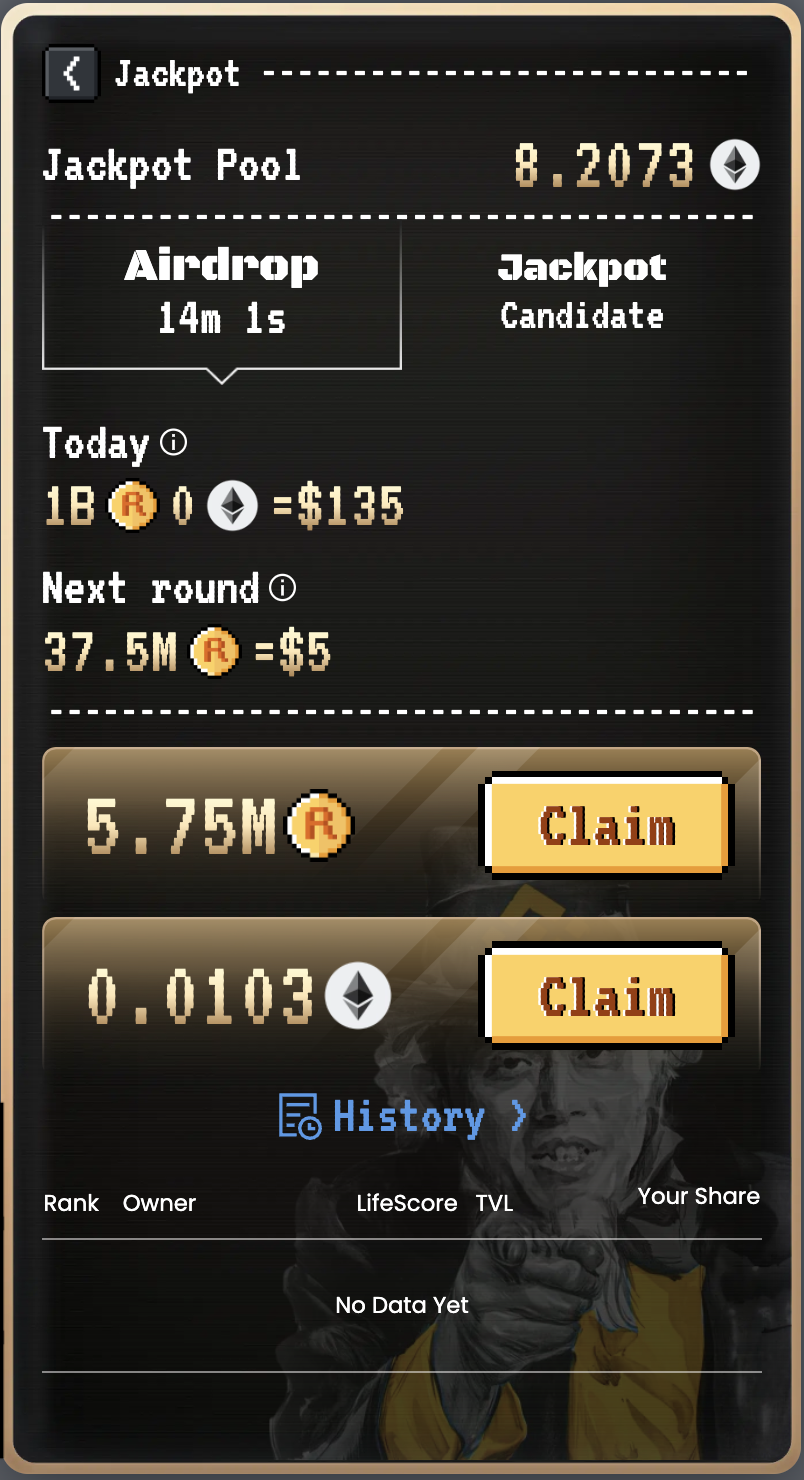 Jackpot
Jackpot Pool 8.2073
Airdrop Jackpot
14m 1s Candidate
Today
1B R 0 =$135
Next round
37.5M R =$5
5.75M R Claim
0.0103 Claim
History
Rank Owner LifeScore TVL Your Share
No Data Yet